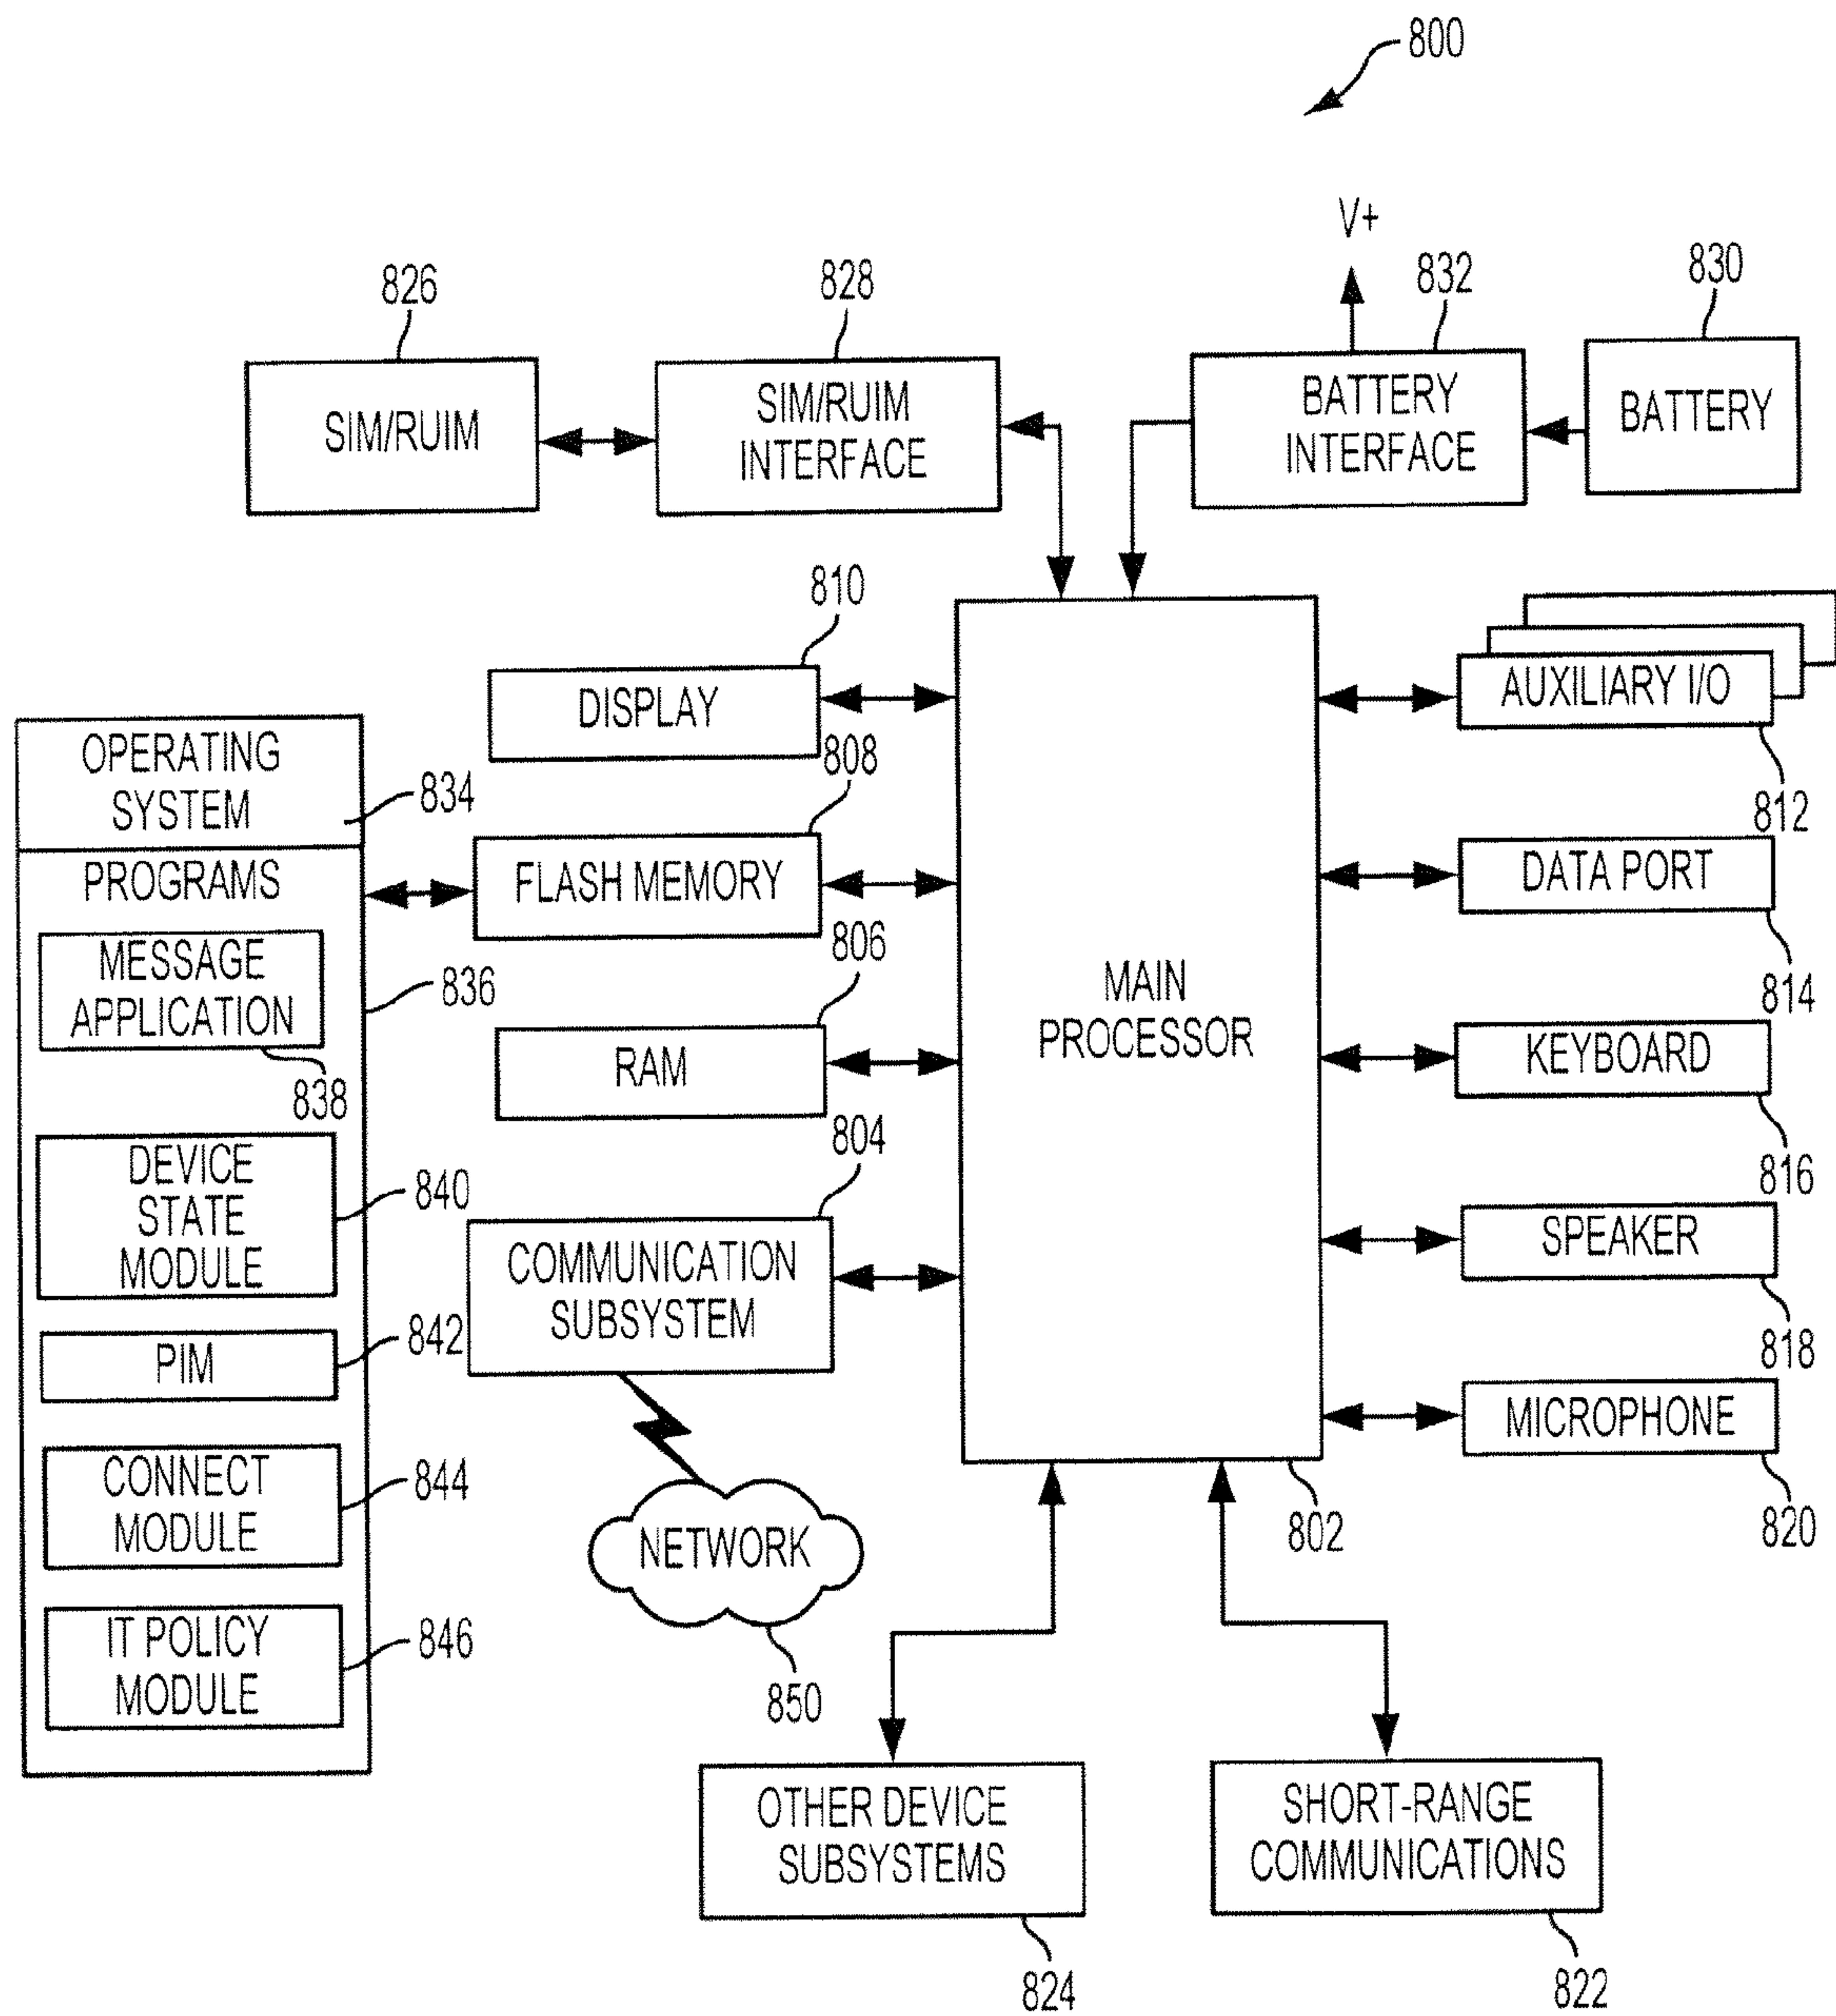 800
V+
826
828
832
830
SIM/RUIM
SIM/RUIM
INTERFACE
BATTERY
INTERFACE
BATTERY
810
DISPLAY
AUXILIARY I/O
812
OPERATING
SYSTEM
834
808
FLASH MEMORY
DATA PORT
814
PROGRAMS
836
MESSAGE
APPLICATION
838
806
RAM
MAIN
PROCESSOR
802
KEYBOARD
816
DEVICE
STATE
MODULE
840
804
COMMUNICATION
SUBSYSTEM
SPEAKER
818
PIM
842
MICROPHONE
820
CONNECT
MODULE
844
NETWORK
850
IT POLICY
MODULE
846
OTHER DEVICE
SUBSYSTEMS
824
SHORT-RANGE
COMMUNICATIONS
822